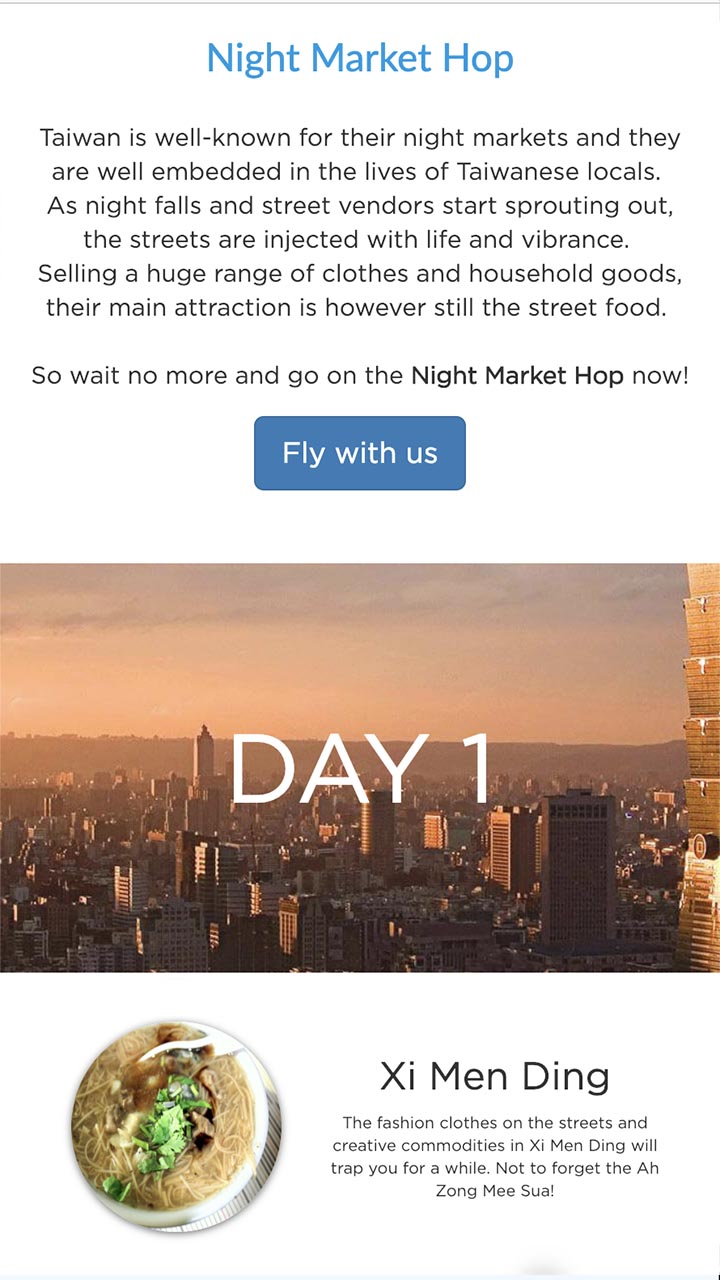 Night Market Hop
Taiwan is well-known for their night markets and they
are well embedded in the lives of Taiwanese locals.
As night falls and street vendors start sprouting out,
the streets are injected with life and vibrance.
Selling a huge range of clothes and household goods,
their main attraction is however still the street food.
So wait no more and go on the Night Market Hop now!
Fly with us
DAY 1
Xi Men Ding
The fashion clothes on the streets and
creative commodities in Xi Men Ding will
trap you for a while. Not to forget the Ah
Zong Mee Sua!